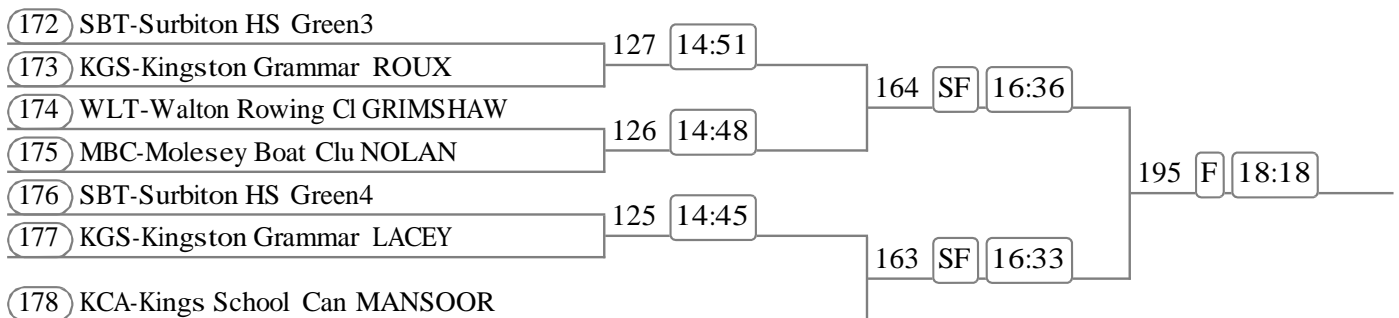 172 SBT-Surbiton HS Green3
127 14:51
173 KGS-Kingston Grammar ROUX
164 SF 16:36
174 WLT-Walton Rowing Cl GRIMSHAW
126 14:48
175 MBC-Molesey Boat Clu NOLAN
195 F 18:18
176 SBT-Surbiton HS Green4
125 14:45
177 KGS-Kingston Grammar LACEY
163 SF 16:33
178 KCA-Kings School Can MANSOOR